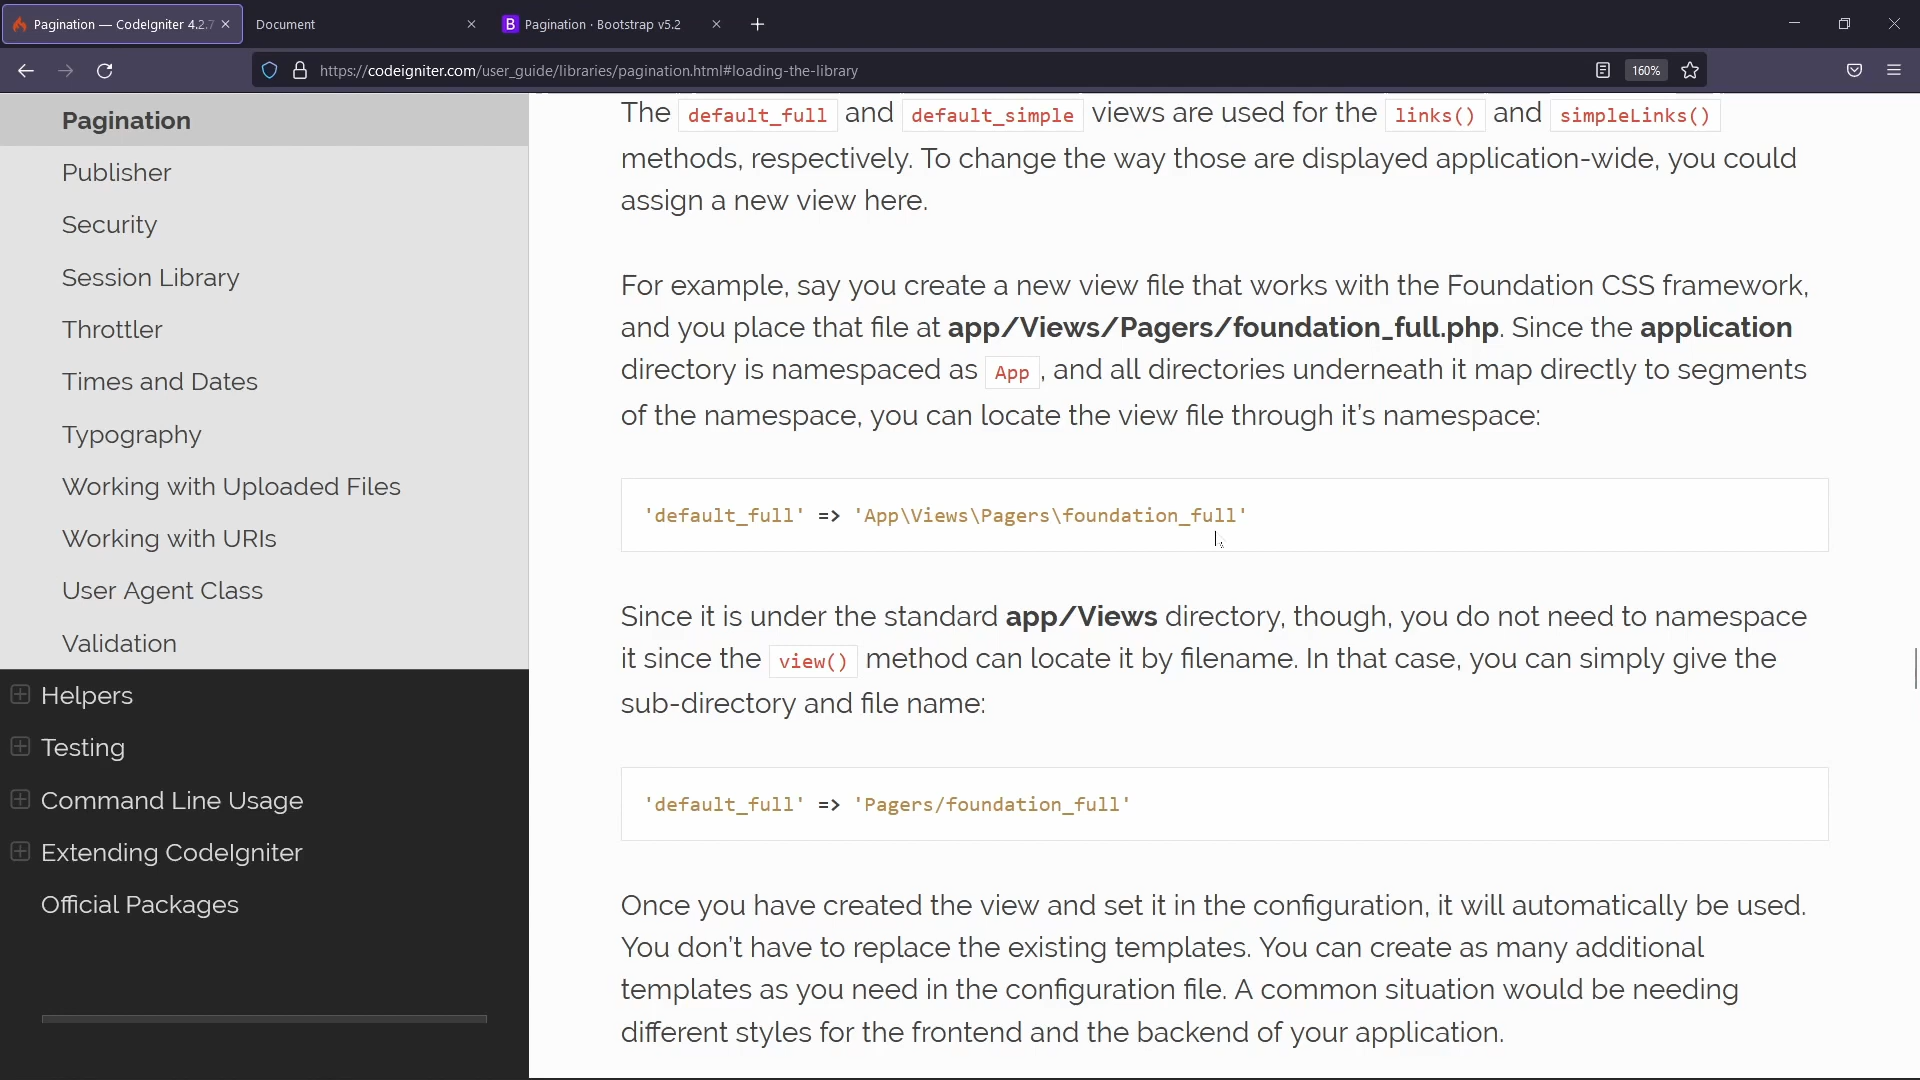 Pagination — CodeIgniter 4.2.7
Document
Pagination · Bootstrap v5.2
https://codeigniter.com/user_guide/libraries/pagination.html#loading-the-library
160%
Pagination
Publisher
Security
Session Library
Throttler
Times and Dates
Typography
Working with Uploaded Files
Working with URIs
User Agent Class
Validation
Helpers
Testing
Command Line Usage
Extending CodeIgniter
Official Packages
The default_full and default_simple views are used for the links() and simpleLinks()
methods, respectively. To change the way those are displayed application-wide, you could
assign a new view here.
For example, say you create a new view file that works with the Foundation CSS framework,
and you place that file at app/Views/Pagers/foundation_full.php. Since the application
directory is namespaced as App, and all directories underneath it map directly to segments
of the namespace, you can locate the view file through it’s namespace:
'default_full' => 'App\Views\Pagers\foundation_full'
Since it is under the standard app/Views directory, though, you do not need to namespace
it since the view() method can locate it by filename. In that case, you can simply give the
sub-directory and file name:
'default_full' => 'Pagers/foundation_full'
Once you have created the view and set it in the configuration, it will automatically be used.
You don’t have to replace the existing templates. You can create as many additional
templates as you need in the configuration file. A common situation would be needing
different styles for the frontend and the backend of your application.